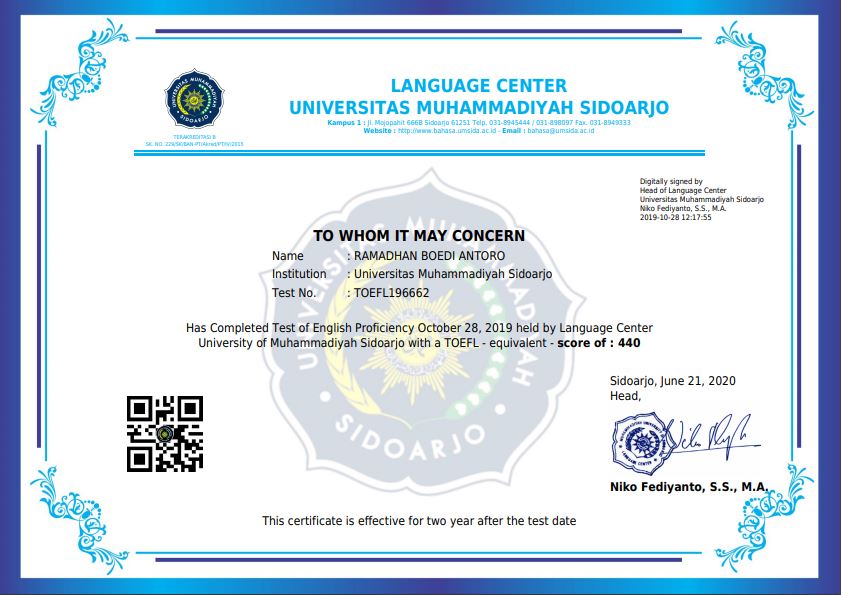 LANGUAGE CENTER
UNIVERSITAS MUHAMMADIYAH SIDOARJO
Kampus 1 : Jl. Mojopahit 666B Sidoarjo 61251 Telp. 031-8945444 / 031-898097 Fax. 031-8949333
Website : http://www.bahasa.umsida.ac.id - Email : bahasa@umsida.ac.id
UNIVERSITAS MUHAMMADIYAH
SIDOARJO
TERAKREDITASI B
SK. NO. 229/SK/BAN-PT/Akred/PT/IV/2015
Digitally signed by
Head of Language Center
Universitas Muhammadiyah Sidoarjo
Niko Fediyanto, S.S., M.A.
2019-10-28 12:17:55
TO WHOM IT MAY CONCERN
Name : RAMADHAN BOEDI ANTORO
Institution : Universitas Muhammadiyah Sidoarjo
Test No. : TOEFL196662
Has Completed Test of English Proficiency October 28, 2019 held by Language Center
University of Muhammadiyah Sidoarjo with a TOEFL - equivalent - score of : 440
UNIVERSITAS MUHAMMADIYAH
SIDOARJO
Sidoarjo, June 21, 2020
Head,
LANGUAGE CENTER
Niko Fediyanto, S.S., M.A.
This certificate is effective for two year after the test date